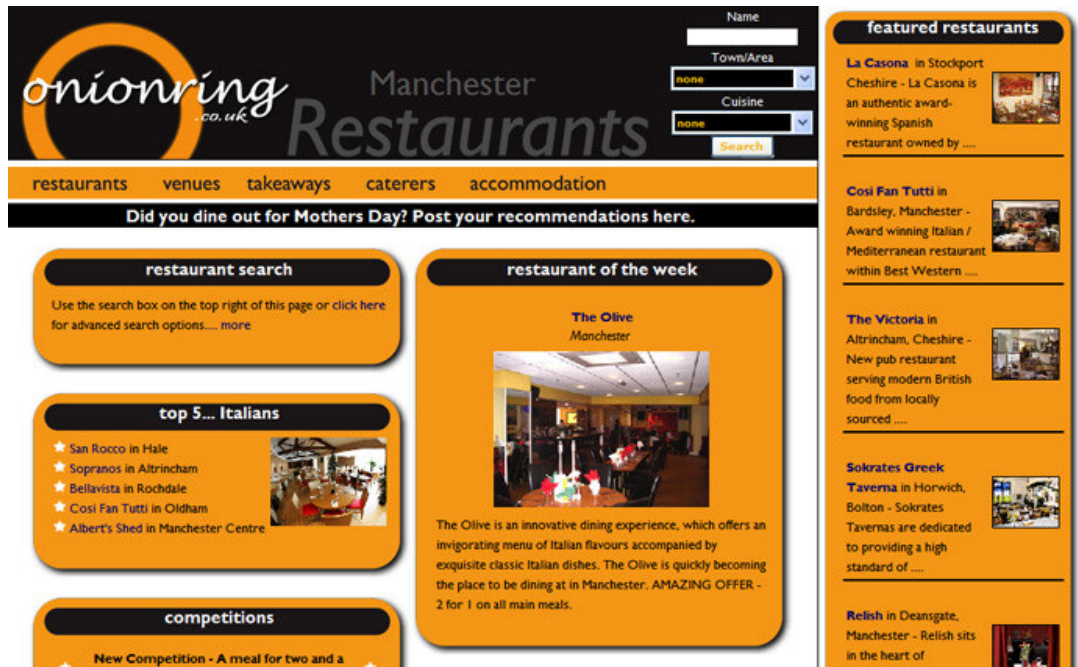 onionring
.co.uk
Manchester
Restaurants
Name
Town/Area
none
Cuisine
none
Search
restaurants venues takeaways caterers accommodation
Did you dine out for Mothers Day? Post your recommendations here.
restaurant search
Use the search box on the top right of this page or click here
for advanced search options.... more
top 5... Italians
San Rocco in Hale
Sopranos in Altrincham
Bellavista in Rochdale
Cosi Fan Tutti in Oldham
Albert's Shed in Manchester Centre
competitions
New Competition - A meal for two and a
restaurant of the week
The Olive
Manchester
The Olive is an innovative dining experience, which offers an
invigorating menu of Italian flavours accompanied by
exquisite classic Italian dishes. The Olive is quickly becoming
the place to be dining at in Manchester. AMAZING OFFER -
2 for 1 on all main meals.
featured restaurants
La Casona in Stockport
Cheshire - La Casona is
an authentic award-
winning Spanish
restaurant owned by ....
Cosi Fan Tutti in
Bardsley, Manchester -
Award winning Italian /
Mediterranean restaurant
within Best Western ....
The Victoria in
Altrincham, Cheshire -
New pub restaurant
serving modern British
food from locally
sourced ....
Sokrates Greek
Taverna in Horwich,
Bolton - Sokrates
Tavernas are dedicated
to providing a high
standard of ....
Relish in Deansgate,
Manchester - Relish sits
in the heart of